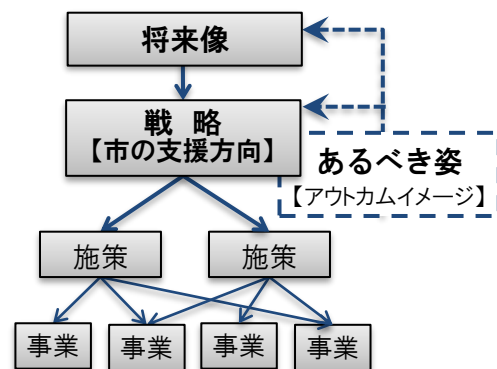 将来像
戦　略
【市の支援方向】
あるべき姿
【アウトカムイメージ】
施策
施策
事業
事業
事業
事業